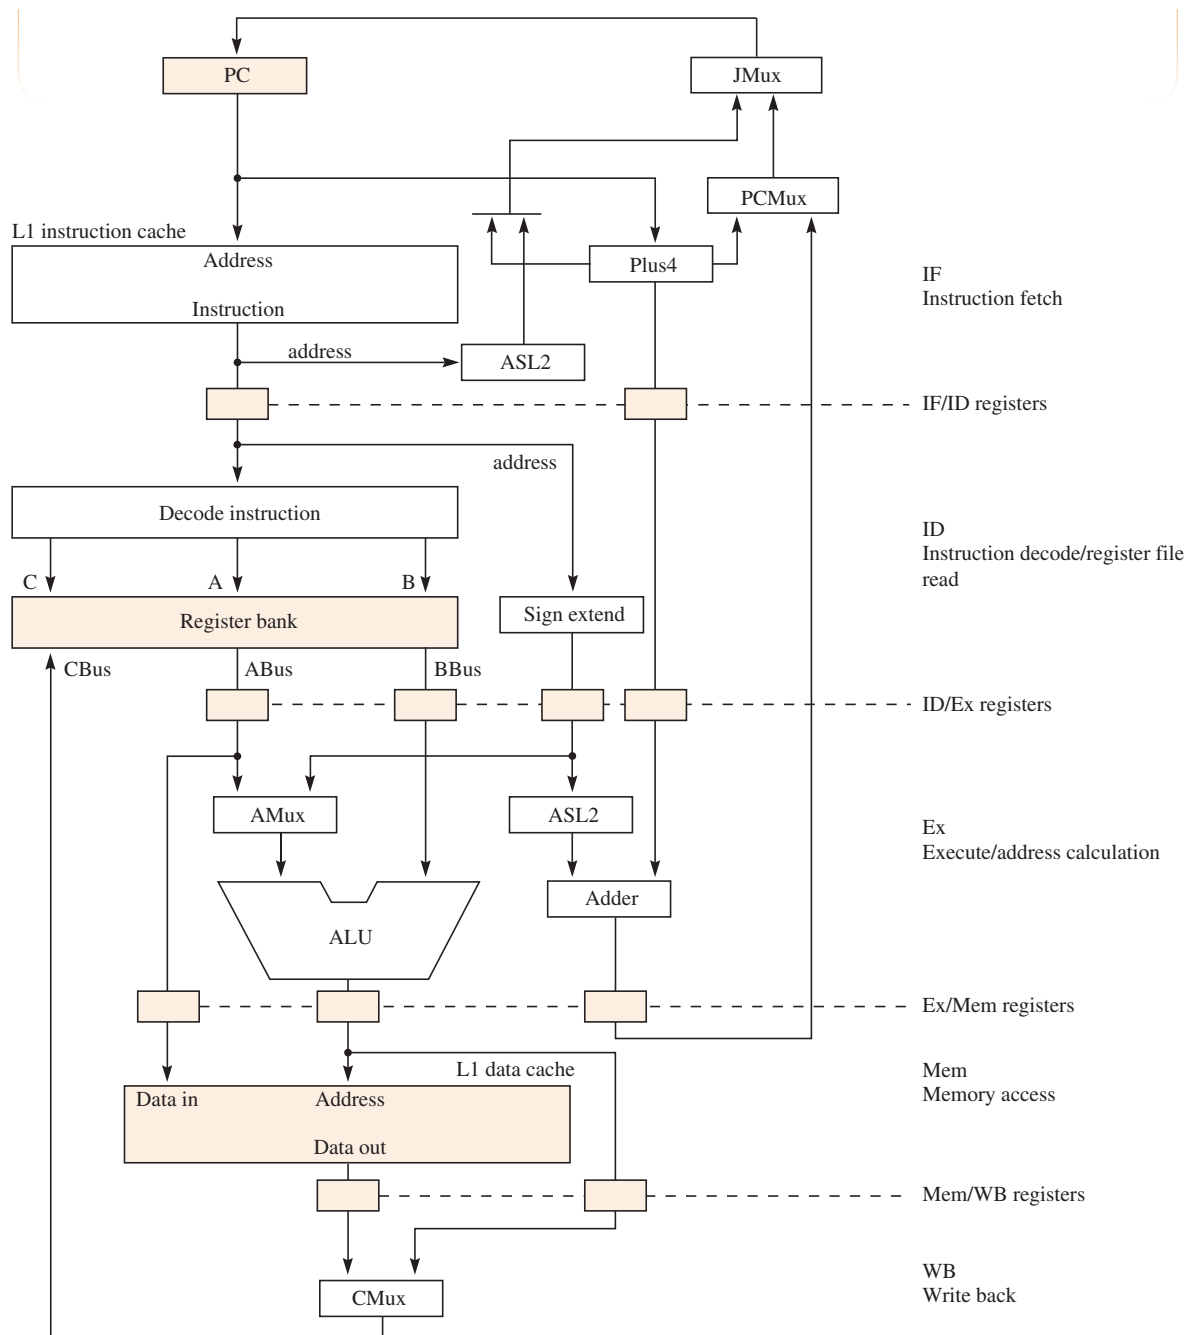 PC
JMux
PCMux
L1 instruction cache
Address
Plus4
IF
Instruction fetch
Instruction
address
ASL2
IF/ID registers
address
Decode instruction
ID
Instruction decode/register file
read
C
A
B
Register bank
Sign extend
CBus
ABus
BBus
ID/Ex registers
AMux
ASL2
Ex
Execute/address calculation
Adder
ALU
Ex/Mem registers
L1 data cache
Mem
Memory access
Data in
Address
Data out
Mem/WB registers
WB
Write back
CMux